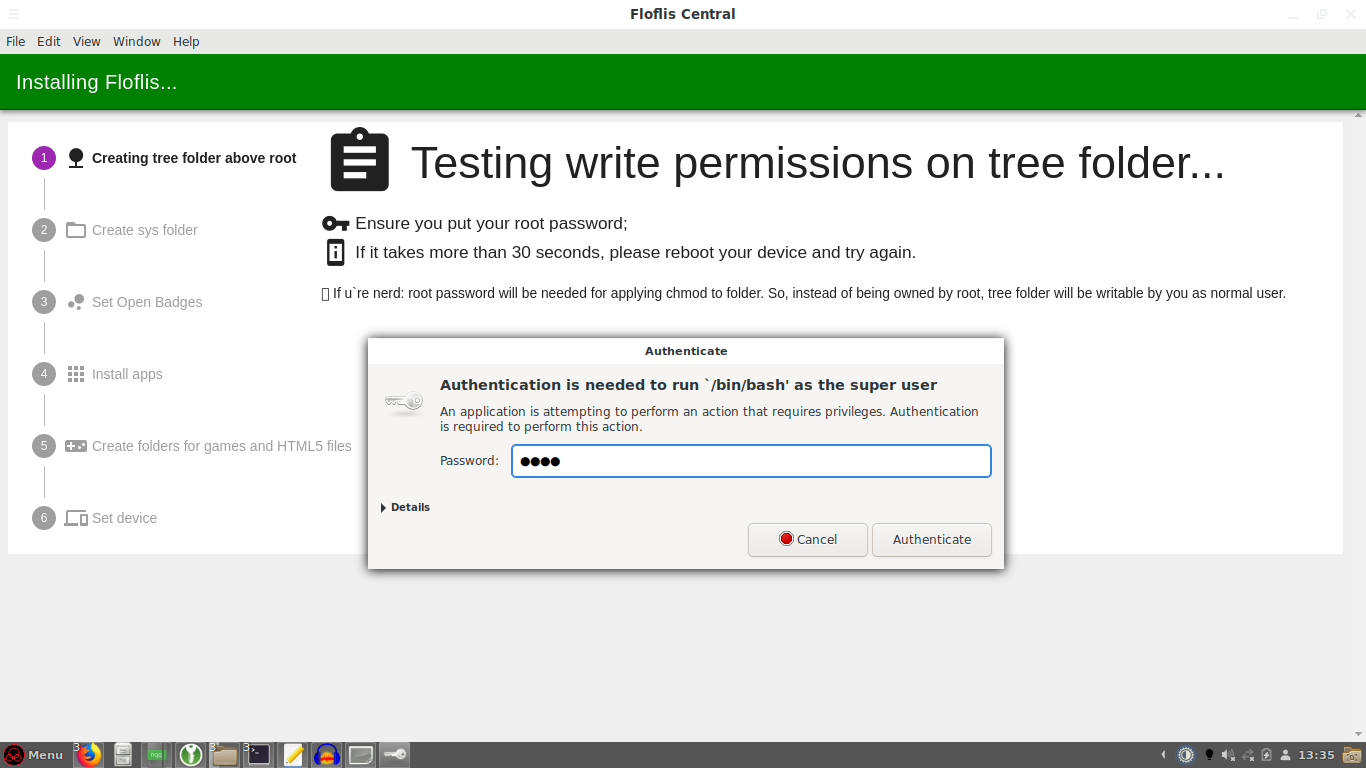 Floflis Central
File Edit View Window Help
Installing Floflis...
1 Creating tree folder above root
2 Create sys folder
3 Set Open Badges
4 Install apps
5 Create folders for games and HTML5 files
6 Set device
Testing write permissions on tree folder...
Ensure you put your root password;
If it takes more than 30 seconds, please reboot your device and try again.
If u`re nerd: root password will be needed for applying chmod to folder. So, instead of being owned by root, tree folder will be writable by you as normal user.
Authenticate
Authentication is needed to run `/bin/bash' as the super user
An application is attempting to perform an action that requires privileges. Authentication
is required to perform this action.
Password: ●●●●
Details
Cancel Authenticate
Menu 3 3 3 13:35